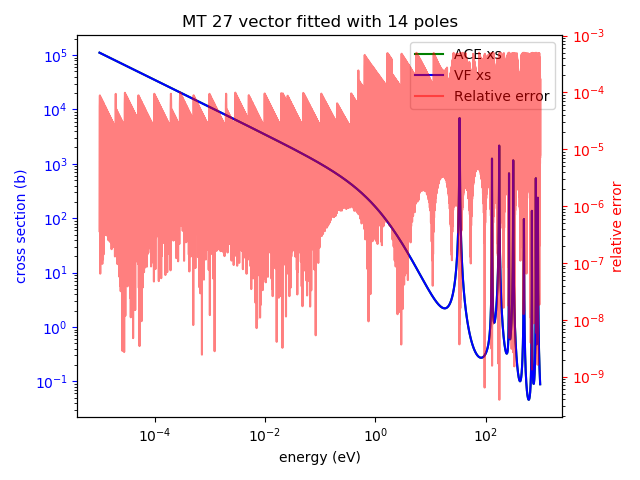 MT 27 vector fitted with 14 poles
ACE xs
VF xs
Relative error
cross section (b)
10⁵
10⁴
10³
10²
10¹
10⁰
10⁻¹
10⁻³
10⁻⁴
10⁻⁵
10⁻⁶
10⁻⁷
10⁻⁸
10⁻⁹
relative error
10⁻⁴
10⁻²
10⁰
10²
energy (eV)